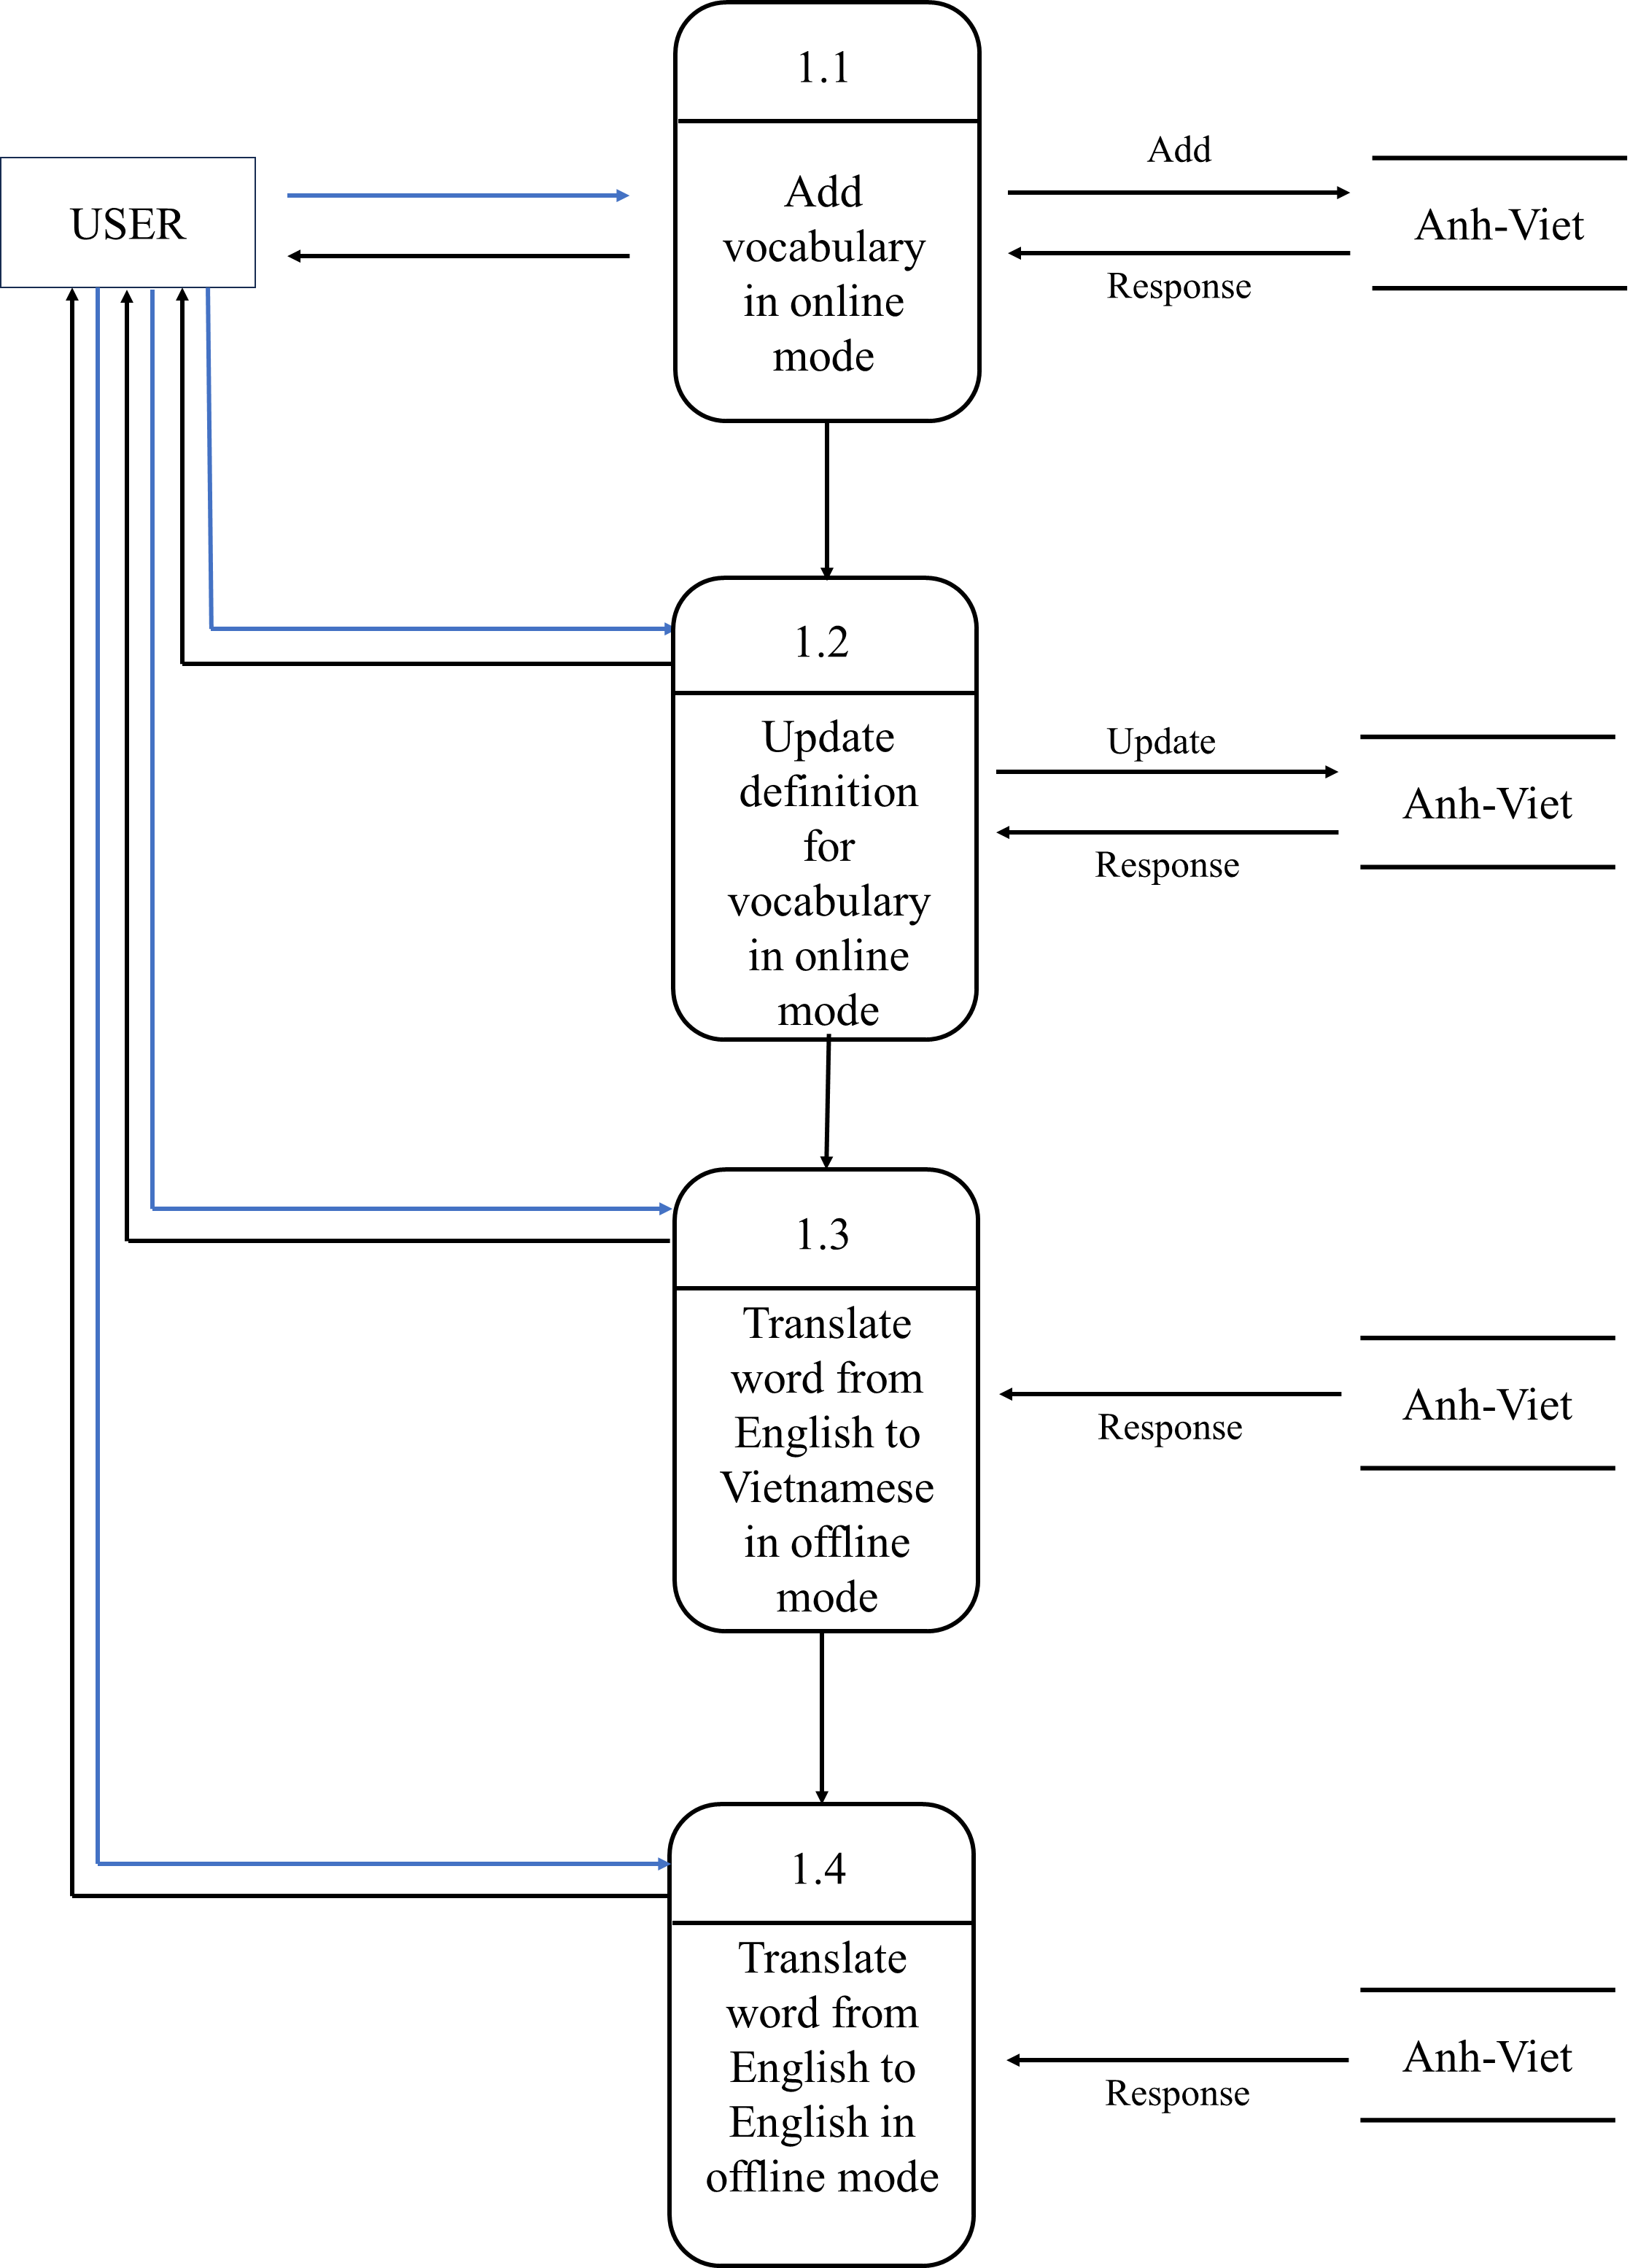 1.1
USER
Add
vocabulary
in online
mode
Add
Response
Anh-Viet
1.2
Update
definition
for
vocabulary
in online
mode
Update
Response
Anh-Viet
1.3
Translate
word from
English to
Vietnamese
in offline
mode
Response
Anh-Viet
1.4
Translate
word from
English to
English in
offline mode
Response
Anh-Viet